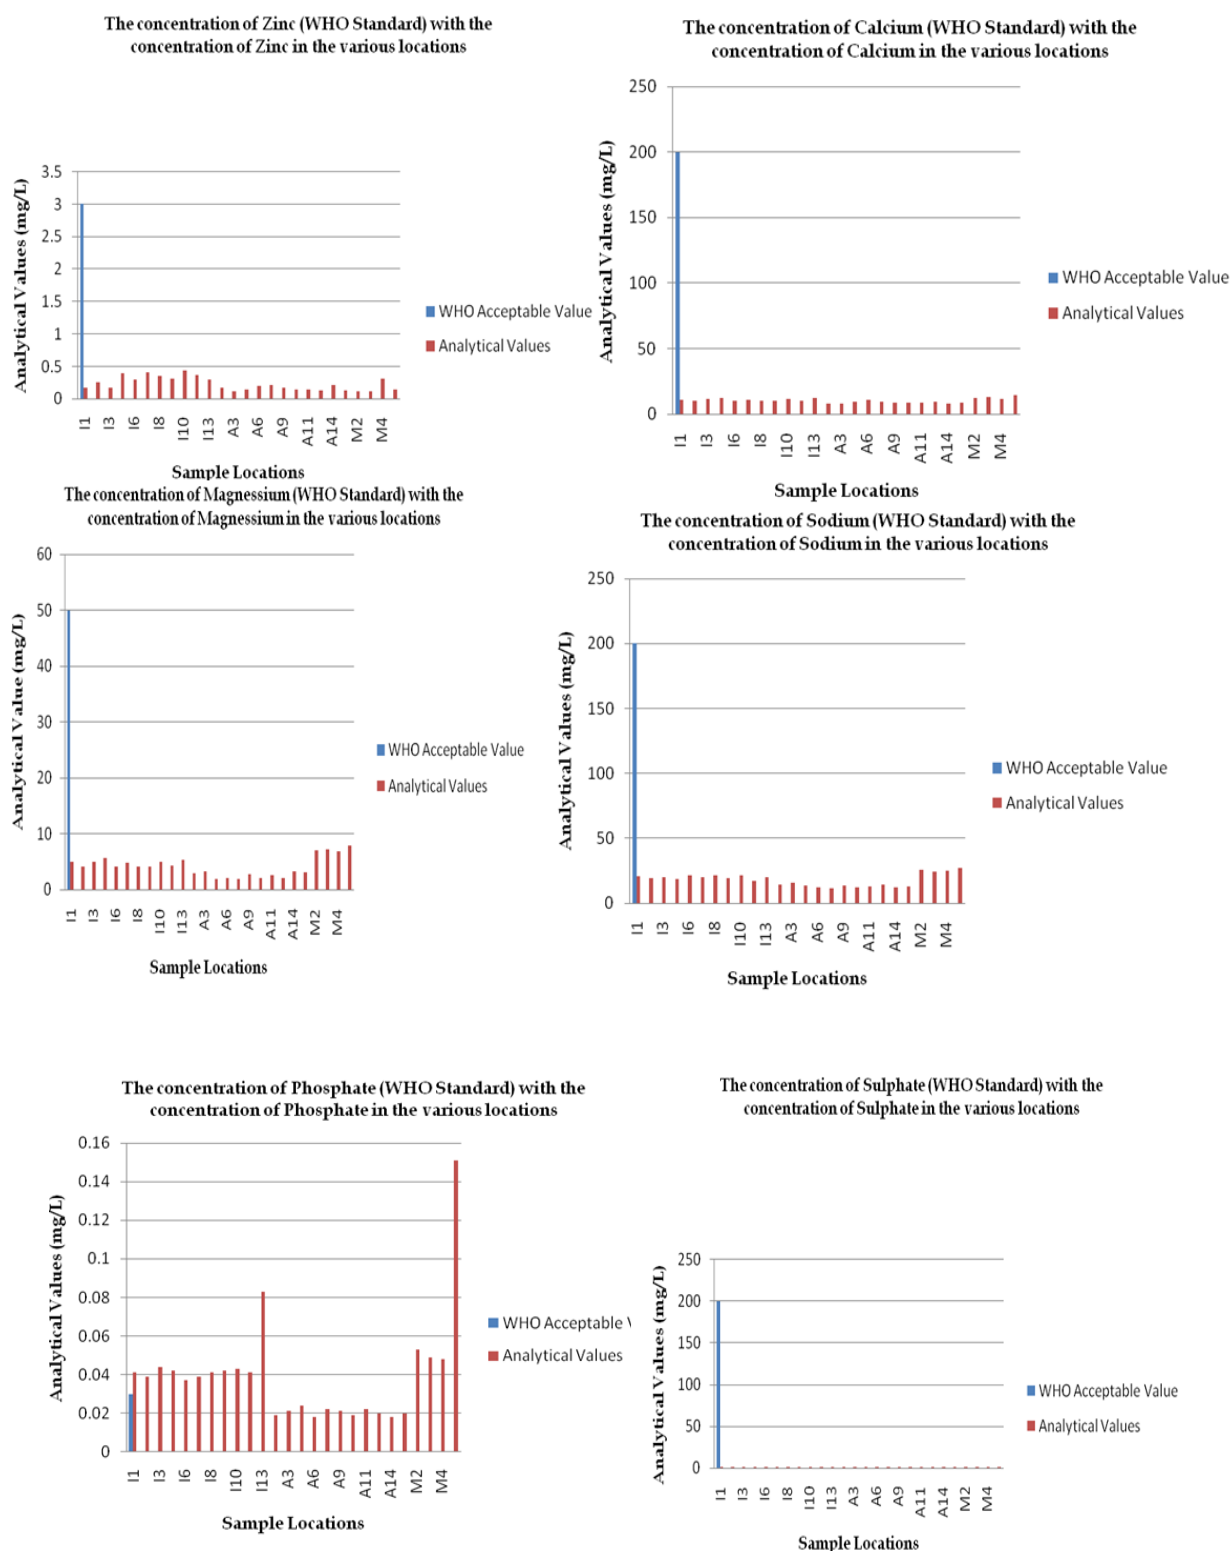 The concentration of Zinc (WHO Standard) with the
concentration of Zinc in the various locations
3.5
3
2.5
2
1.5
1
0.5
0
Analytical Values (mg/L)
I1
I3
I6
I8
I10
I13
A3
A6
A9
A11
A14
M2
M4
Sample Locations
WHO Acceptable Value
Analytical Values
The concentration of Calcium (WHO Standard) with the
concentration of Calcium in the various locations
250
200
150
100
50
0
Analytical Values (mg/L)
I1
I3
I6
I8
I10
I13
A3
A6
A9
A11
A14
M2
M4
Sample Locations
WHO Acceptable Value
Analytical Values
The concentration of Magnessium (WHO Standard) with the
concentration of Magnessium in the various locations
60
50
40
30
20
10
0
Analytical Value (mg/L)
I1
I3
I6
I8
I10
I13
A3
A6
A9
A11
A14
M2
M4
Sample Locations
WHO Acceptable Value
Analytical Values
The concentration of Sodium (WHO Standard) with the
concentration of Sodium in the various locations
250
200
150
100
50
0
Analytical Values (mg/L)
I1
I3
I6
I8
I10
I13
A3
A6
A9
A11
A14
M2
M4
Sample Locations
WHO Acceptable Value
Analytical Values
The concentration of Phosphate (WHO Standard) with the
concentration of Phosphate in the various locations
0.16
0.14
0.12
0.1
0.08
0.06
0.04
0.02
0
Analytical Values (mg/L)
I1
I3
I6
I8
I10
I13
A3
A6
A9
A11
A14
M2
M4
Sample Locations
WHO Acceptable
Analytical Values
The concentration of Sulphate (WHO Standard) with the
concentration of Sulphate in the various locations
250
200
150
100
50
0
Analytical Values (mg/L)
I1
I3
I6
I8
I10
I13
A3
A6
A9
A11
A14
M2
M4
Sample Locations
WHO Acceptable Value
Analytical Values